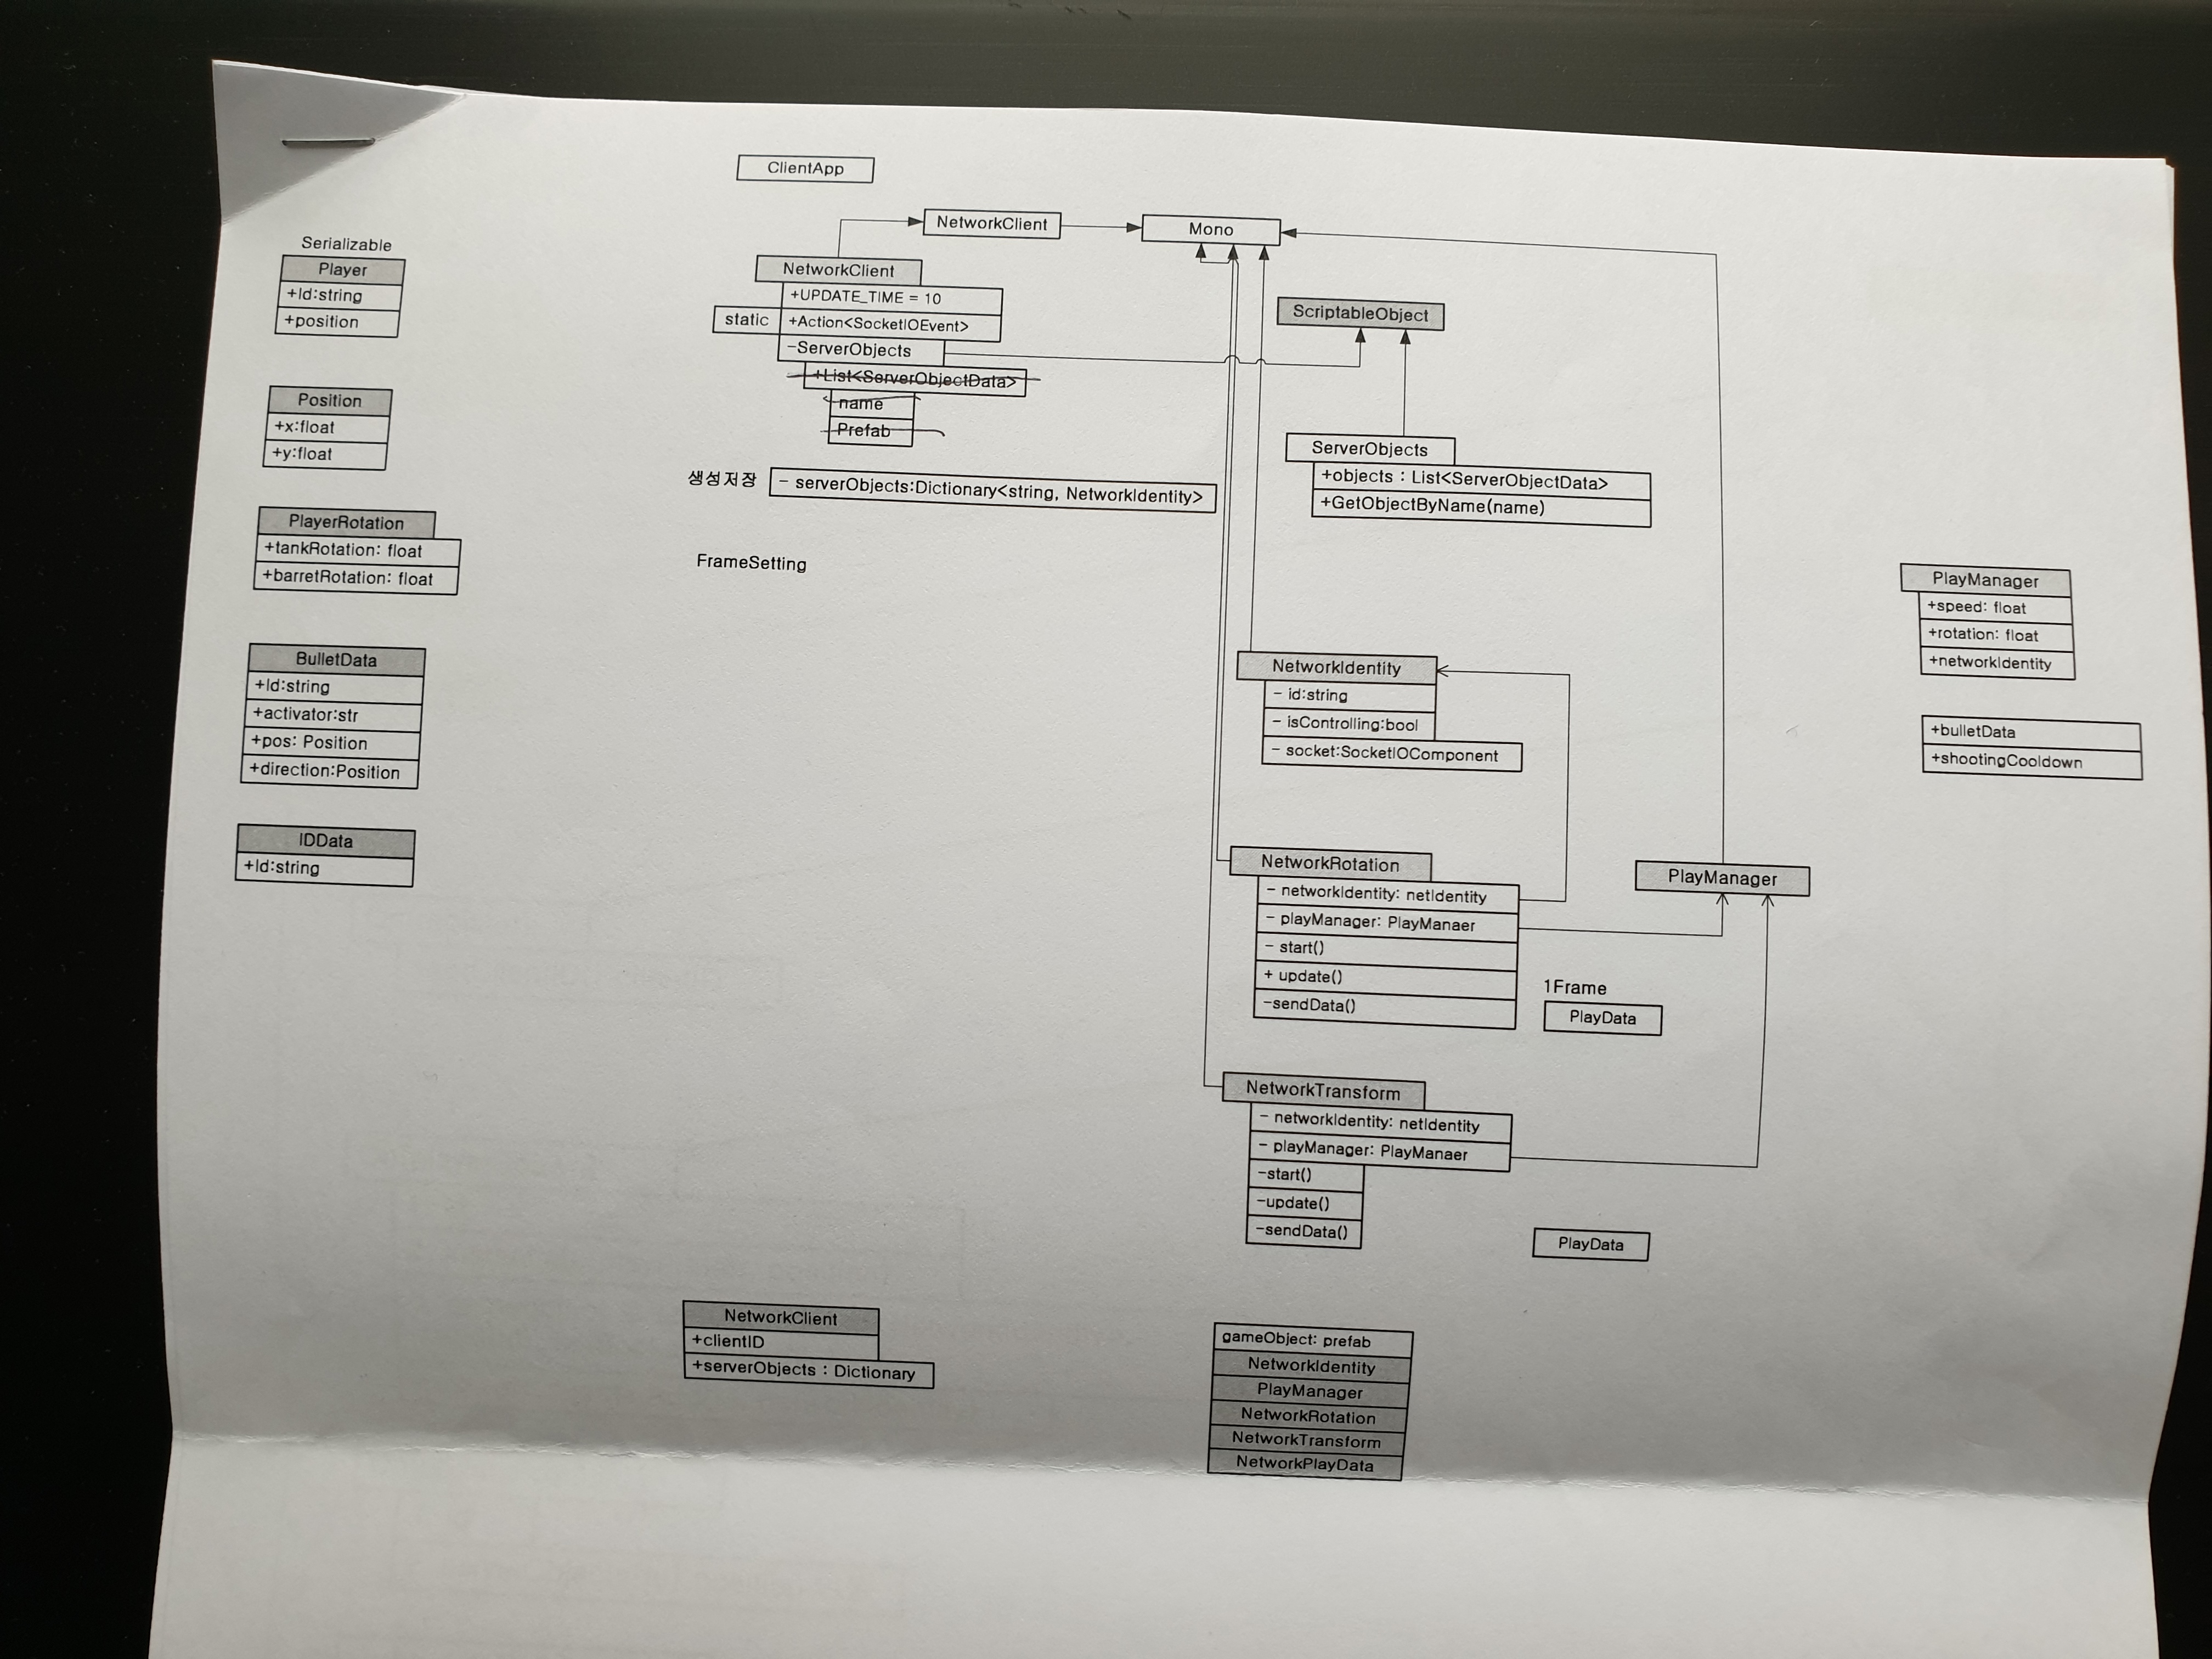 ClientApp
NetworkClient
Mono
Serializable
Player
+Id:string
+position
Position
+x:float
+y:float
PlayerRotation
+tankRotation: float
+barretRotation: float
BulletData
+Id:string
+activator:str
+pos: Position
+direction:Position
IDData
+Id:string
NetworkClient
+UPDATE_TIME = 10
static
+Action<SocketIOEvent>
-ServerObjects
+List<ServerObjectData>
name
Prefab
생성저장
- serverObjects:Dictionary<string, NetworkIdentity>
FrameSetting
ScriptableObject
ServerObjects
+objects : List<ServerObjectData>
+GetObjectByName(name)
NetworkIdentity
- id:string
- isControlling:bool
- socket:SocketIOComponent
NetworkRotation
- networkIdentity: netIdentity
- playManager: PlayManaer
- start()
+ update()
-sendData()
PlayManager
1Frame
PlayData
NetworkTransform
- networkIdentity: netIdentity
- playManager: PlayManaer
-start()
-update()
-sendData()
PlayData
PlayManager
+speed: float
+rotation: float
+networkIdentity
+bulletData
+shootingCooldown
NetworkClient
+clientID
+serverObjects : Dictionary
gameObject: prefab
NetworkIdentity
PlayManager
NetworkRotation
NetworkTransform
NetworkPlayData